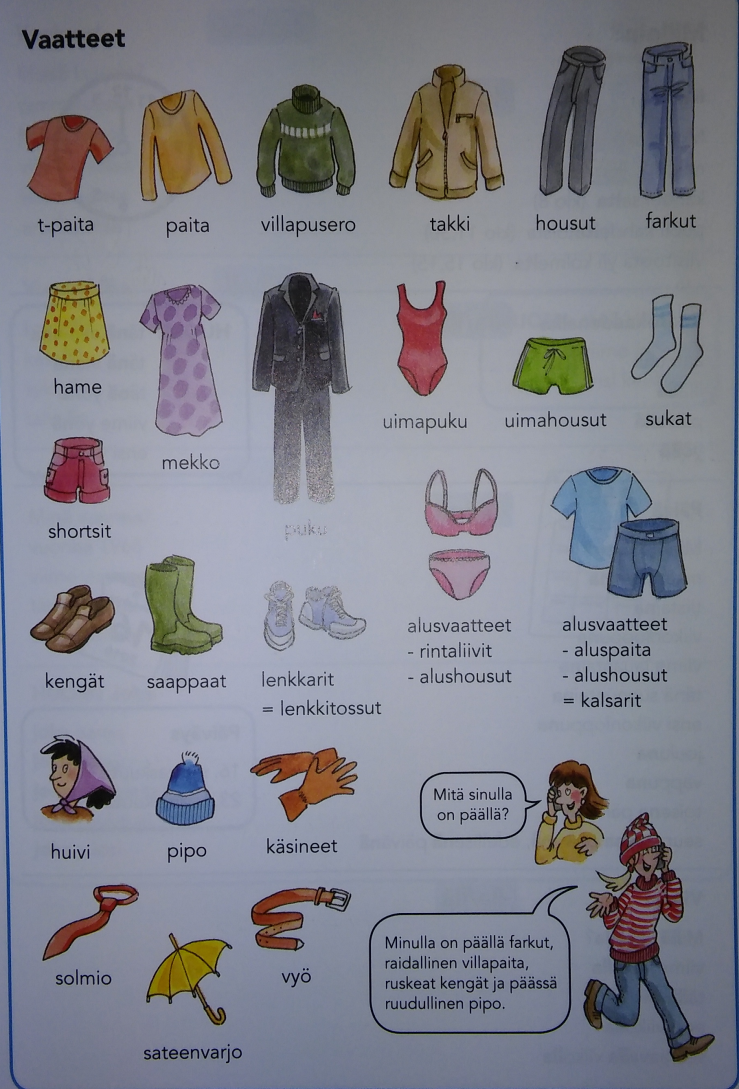 Vaatteet
t-paita
paita
villapusero
takki
housut
farkut
hame
mekko
puku
uimapuku
uimahousut
sukat
shortsit
kengät
saappaat
lenkkarit
= lenkkitossut
alusvaatteet
- rintaliivit
- alushousut
alusvaatteet
- aluspaita
- alushousut
= kalsarit
huivi
pipo
käsineet
Mitä sinulla
on päällä?
solmio
sateenvarjo
vyö
Minulla on päällä farkut,
raidallinen villapaita,
ruskeat kengät ja päässä
ruudullinen pipo.